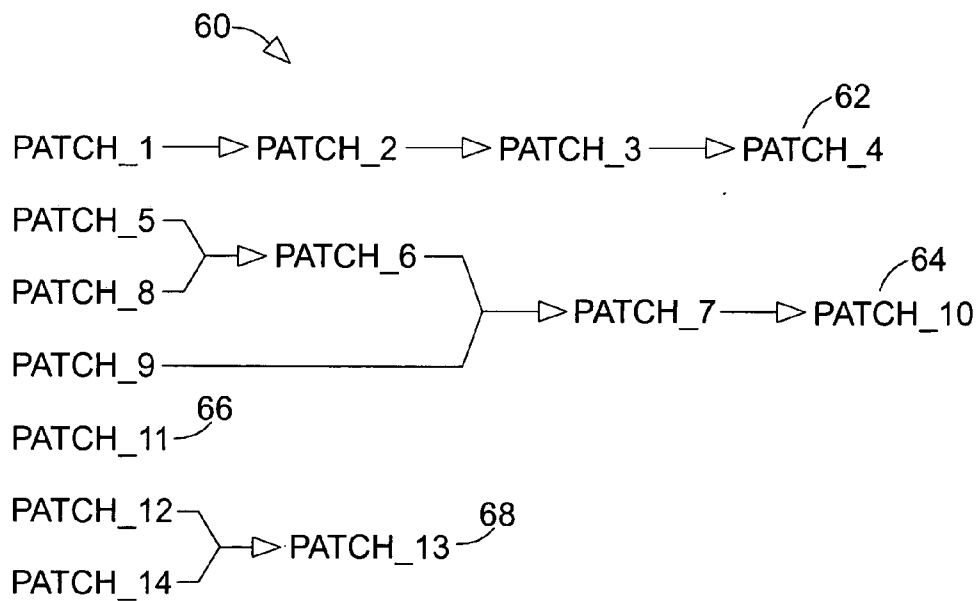 60
62
PATCH_1 PATCH_2 PATCH_3 PATCH_4
PATCH_5
PATCH_6
64
PATCH_8
PATCH_7 PATCH_10
PATCH_9
66
PATCH_11
PATCH_12
68
PATCH_13
PATCH_14